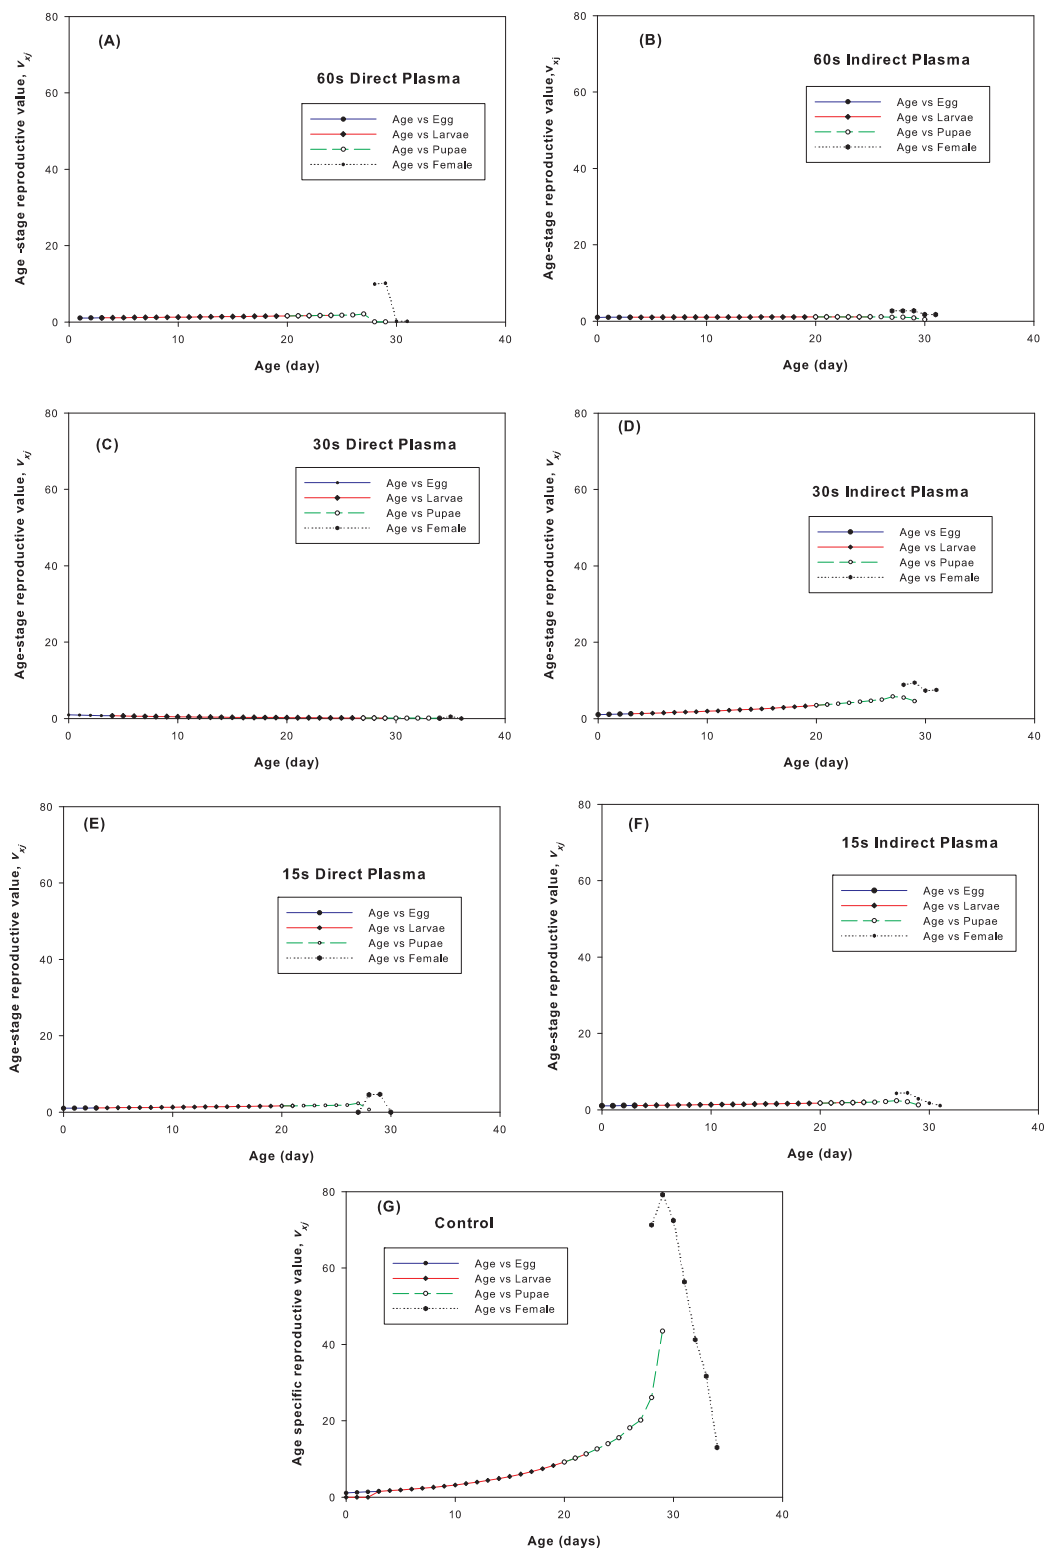 (A)
60s Direct Plasma
Age vs Egg
Age vs Larvae
Age vs Pupae
Age vs Female
Age -stage reproductive value, vxj
80
60
40
20
0
0 10 20 30 40
Age (day)
(B)
60s Indirect Plasma
Age vs Egg
Age vs Larvae
Age vs Pupae
Age vs Female
Age-stage reproductive value,vxj
80
60
40
20
0
0 10 20 30 40
Age (day)
(C)
30s Direct Plasma
Age vs Egg
Age vs Larvae
Age vs Pupae
Age vs Female
Age-stage reproductive value, vxj
80
60
40
20
0
0 10 20 30 40
Age (day)
(D)
30s Indirect Plasma
Age vs Egg
Age vs Larvae
Age vs Pupae
Age vs Female
Age-stage reproductive value, vxj
80
60
40
20
0
0 10 20 30 40
Age (day)
(E)
15s Direct Plasma
Age vs Egg
Age vs Larvae
Age vs Pupae
Age vs Female
Age-stage reproductive value, vxj
80
60
40
20
0
0 10 20 30 40
Age (day)
(F)
15s Indirect Plasma
Age vs Egg
Age vs Larvae
Age vs Pupae
Age vs Female
Age-stage reproductive value, vxj
80
60
40
20
0
0 10 20 30 40
Age (day)
(G)
Control
Age vs Egg
Age vs Larvae
Age vs Pupae
Age vs Female
Age specific reproductive value, vxj
80
60
40
20
0
0 10 20 30 40
Age (days)